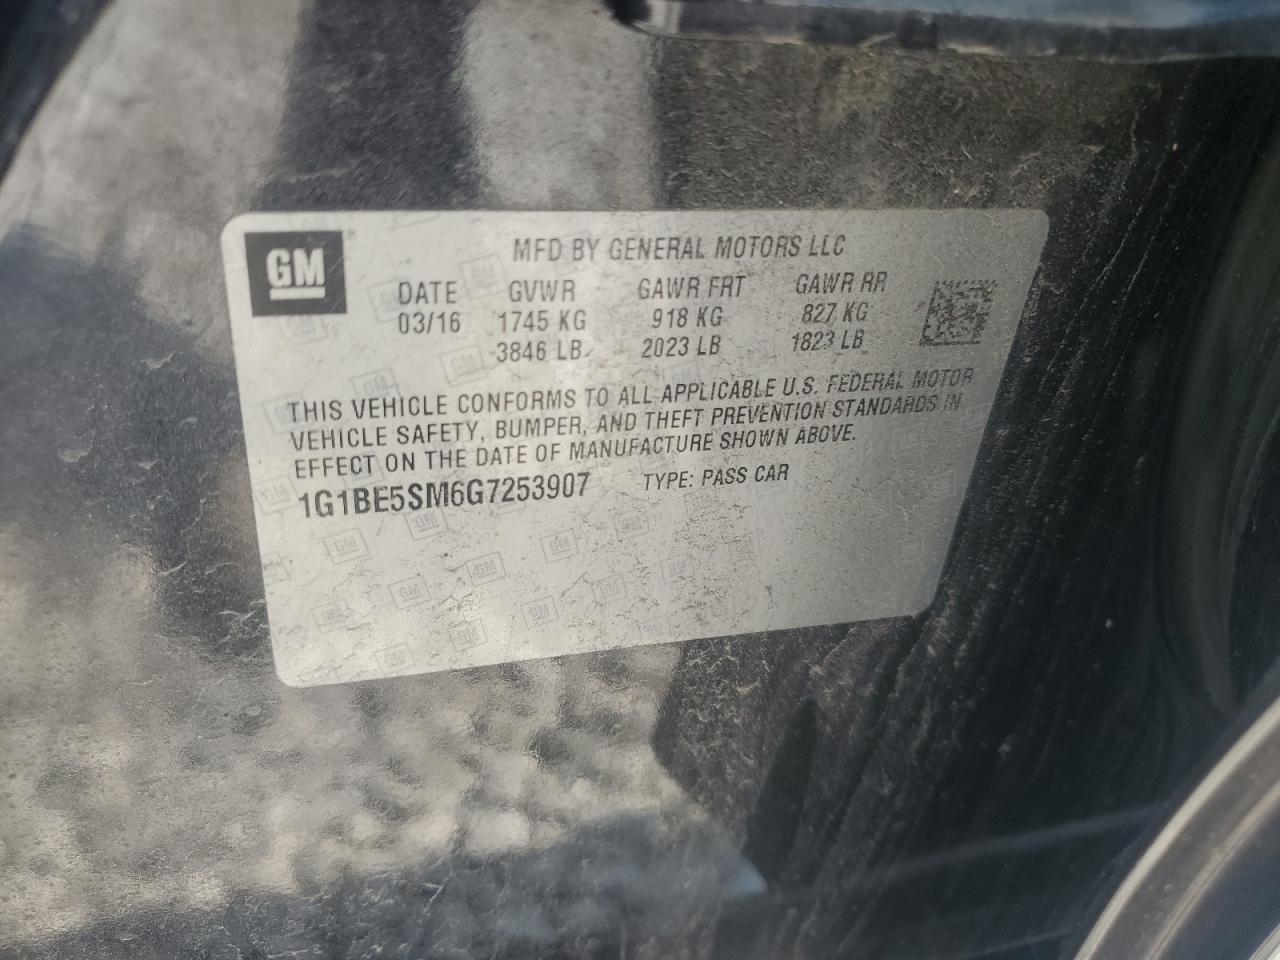 GM
MFD BY GENERAL MOTORS LLC
DATE GVWR GAWR FRT GAWR RR
03/16 1745 KG 918 KG 827 KG
3846 LB 2023 LB 1823 LB
THIS VEHICLE CONFORMS TO ALL APPLICABLE U.S. FEDERAL MOTOR
VEHICLE SAFETY, BUMPER, AND THEFT PREVENTION STANDARDS IN
EFFECT ON THE DATE OF MANUFACTURE SHOWN ABOVE.
1G1BE5SM6G7253907 TYPE: PASS CAR